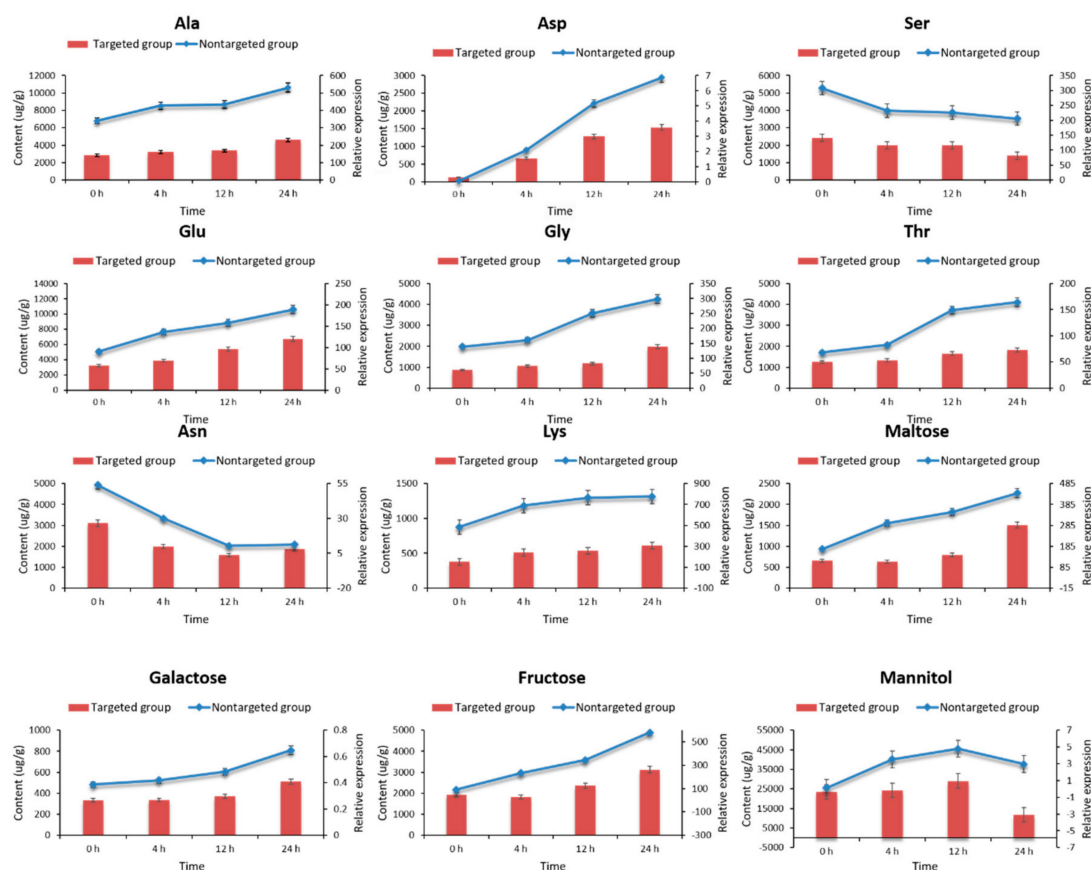 Ala
Targeted group Nontargeted group
Content (ug/g)
12000
10000
8000
6000
4000
2000
0
600
500
400
300
200
100
0
Relative expression
0 h 4 h 12 h 24 h
Time
Asp
Targeted group Nontargeted group
Content (ug/g)
3000
2500
2000
1500
1000
500
0
7
6
5
4
3
2
1
0
Relative expression
0 h 4 h 12 h 24 h
Time
Ser
Targeted group Nontargeted group
Content (ug/g)
6000
5000
4000
3000
2000
1000
0
350
300
250
200
150
100
50
0
Relative expression
0 h 4 h 12 h 24 h
Time
Glu
Targeted group Nontargeted group
Content (ug/g)
14000
12000
10000
8000
6000
4000
2000
0
250
200
150
100
50
0
Relative expression
0 h 4 h 12 h 24 h
Time
Gly
Targeted group Nontargeted group
Content (ug/g)
5000
4000
3000
2000
1000
0
350
300
250
200
150
100
50
0
Relative expression
0 h 4 h 12 h 24 h
Time
Thr
Targeted group Nontargeted group
Content (ug/g)
5000
4000
3000
2000
1000
0
200
150
100
50
0
Relative expression
0 h 4 h 12 h 24 h
Time
Asn
Targeted group Nontargeted group
Content (ug/g)
5000
4000
3000
2000
1000
0
55
30
5
-20
Relative expression
0 h 4 h 12 h 24 h
Time
Lys
Targeted group Nontargeted group
Content (ug/g)
1500
1000
500
0
900
700
500
300
100
-100
Relative expression
0 h 4 h 12 h 24 h
Time
Maltose
Targeted group Nontargeted group
Content (ug/g)
2500
2000
1500
1000
500
0
485
385
285
185
85
-15
Relative expression
0 h 4 h 12 h 24 h
Time
Galactose
Targeted group Nontargeted group
Content (ug/g)
1000
800
600
400
200
0
0.8
0.6
0.4
0.2
0
Relative expression
0 h 4 h 12 h 24 h
Time
Fructose
Targeted group Nontargeted group
Content (ug/g)
5000
4000
3000
2000
1000
0
500
300
100
-100
-300
Relative expression
0 h 4 h 12 h 24 h
Time
Mannitol
Targeted group Nontargeted group
Content (ug/g)
55000
45000
35000
25000
15000
5000
-5000
7
5
3
1
-1
-3
-5
-7
Relative expression
0 h 4 h 12 h 24 h
Time